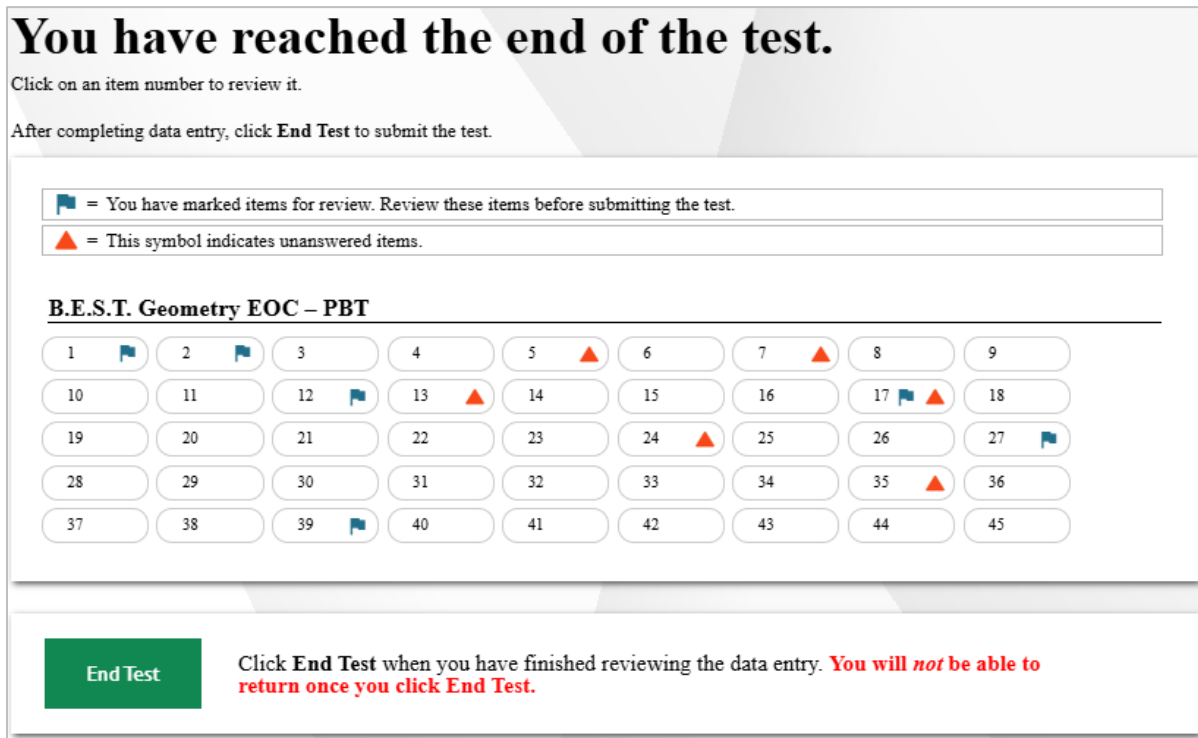 You have reached the end of the test.
Click on an item number to review it.
After completing data entry, click End Test to submit the test.
= You have marked items for review. Review these items before submitting the test.
= This symbol indicates unanswered items.
B.E.S.T. Geometry EOC – PBT
1 2 3 4 5 6 7 8 9
10 11 12 13 14 15 16 17 18
19 20 21 22 23 24 25 26 27
28 29 30 31 32 33 34 35 36
37 38 39 40 41 42 43 44 45
End Test
Click End Test when you have finished reviewing the data entry. You will not be able to
return once you click End Test.